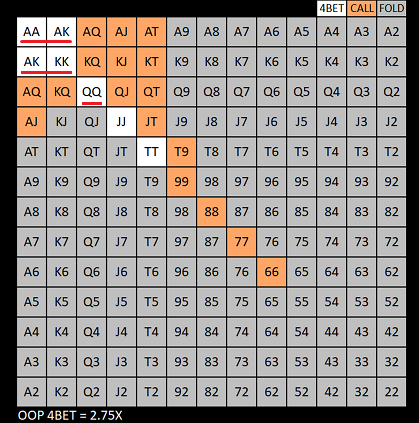 4BET CALL FOLD
AA AK AQ AJ AT A9 A8 A7 A6 A5 A4 A3 A2
AK KK KQ KJ KT K9 K8 K7 K6 K5 K4 K3 K2
AQ KQ QQ QJ QT Q9 Q8 Q7 Q6 Q5 Q4 Q3 Q2
AJ KJ QJ JJ JT J9 J8 J7 J6 J5 J4 J3 J2
AT KT QT JT TT T9 T8 T7 T6 T5 T4 T3 T2
A9 K9 Q9 J9 T9 99 98 97 96 95 94 93 92
A8 K8 Q8 J8 T8 98 88 87 86 85 84 83 82
A7 K7 Q7 J7 T7 97 87 77 76 75 74 73 72
A6 K6 Q6 J6 T6 96 86 76 66 65 64 63 62
A5 K5 Q5 J5 T5 95 85 75 65 55 54 53 52
A4 K4 Q4 J4 T4 94 84 74 64 54 44 43 42
A3 K3 Q3 J3 T3 93 83 73 63 53 43 33 32
A2 K2 Q2 J2 T2 92 82 72 62 52 42 32 22
OOP 4BET = 2.75X